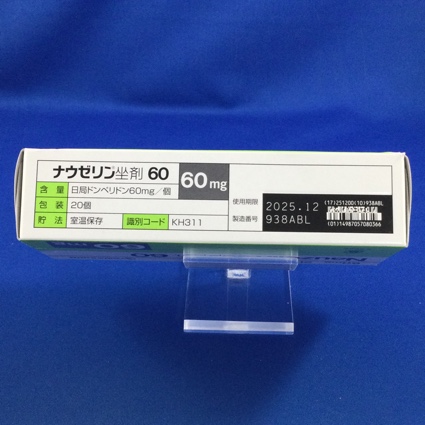 ナウゼリン®坐剤 60
60mg
含 量 日局ドンペリドン60mg/個
包 装 20個
貯 法 室温保存 識別コード KH311
使用期限 2025.12
製造番号 938ABL
(17)251200(10)938ABL
(01)14987057080366
60mg
60